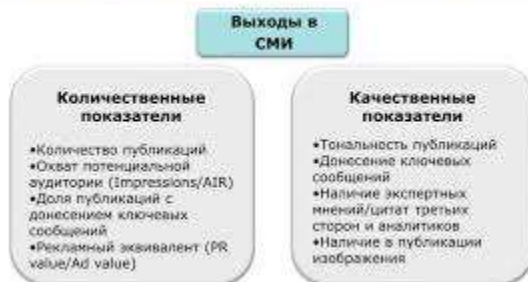 Выходы в
СМИ
Количественные
показатели
•Количество публикаций
•Охват потенциальной
аудитории (Impressions/AIR)
•Доля публикаций с
донесением ключевых
сообщений
•Рекламный эквивалент (PR
value/Ad value)
Качественные
показатели
•Тональность публикаций
•Донесение ключевых
сообщений
•Наличие экспертных
мнений/цитат третьих
сторон и аналитиков
•Наличие в публикации
изображения